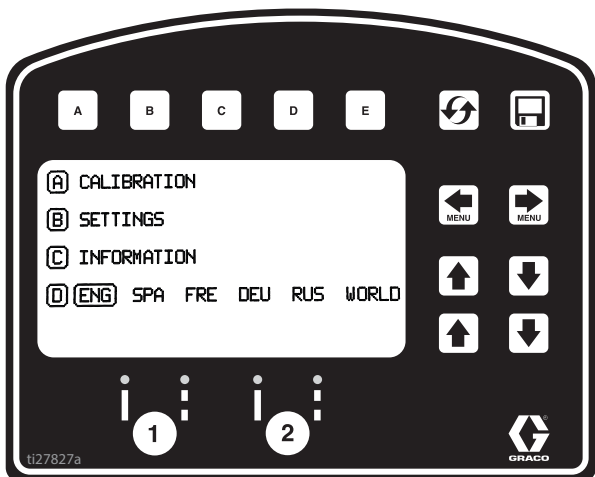 A B C D E
A CALIBRATION
B SETTINGS
C INFORMATION
D ENG SPA FRE DEU RUS WORLD
MENU MENU
1 2
ti27827a
GRACO